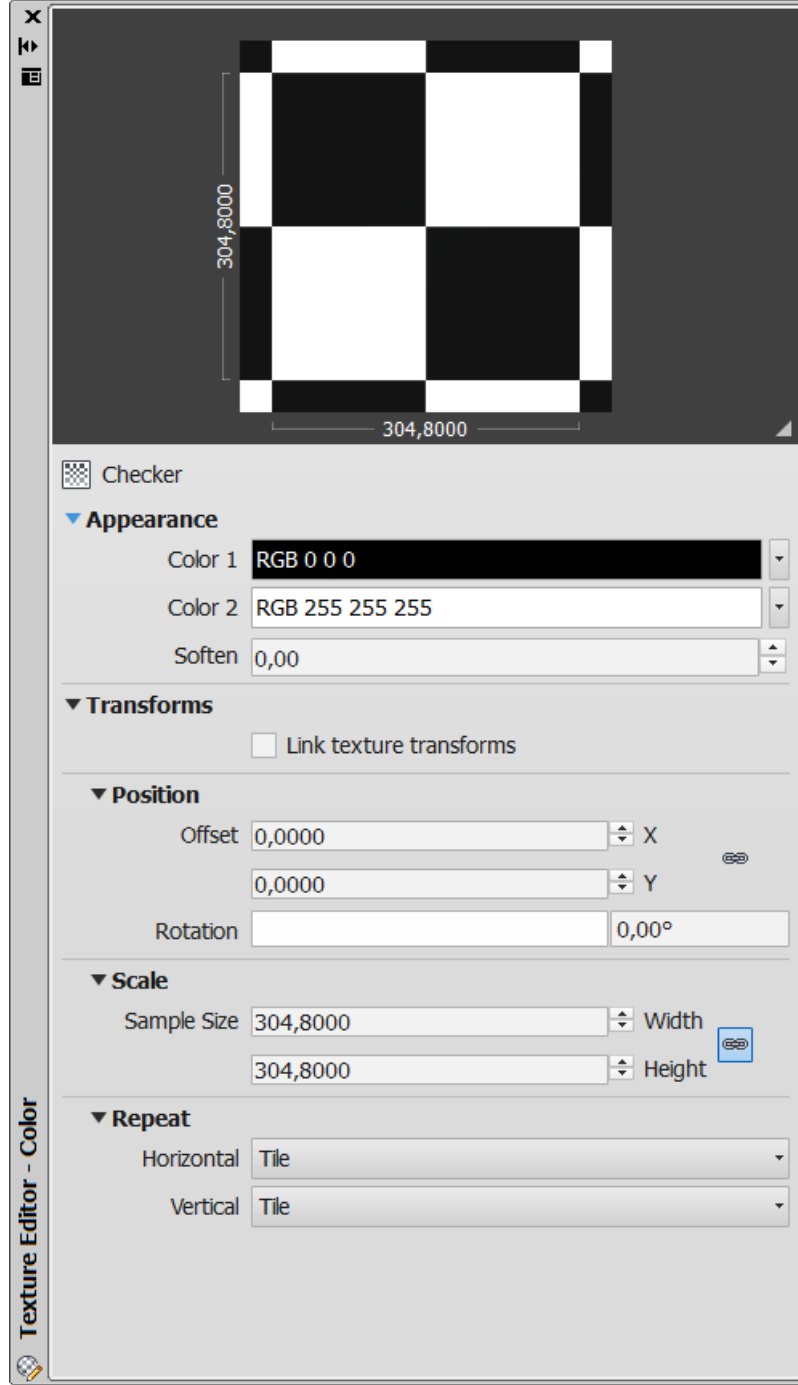 304,8000
304,8000
Checker
Appearance
Color 1 RGB 0 0 0
Color 2 RGB 255 255 255
Soften 0,00
Transforms
Link texture transforms
Position
Offset 0,0000 X
0,0000 Y
Rotation 0,00°
Scale
Sample Size 304,8000 Width
304,8000 Height
Repeat
Horizontal Tile
Vertical Tile
Texture Editor - Color